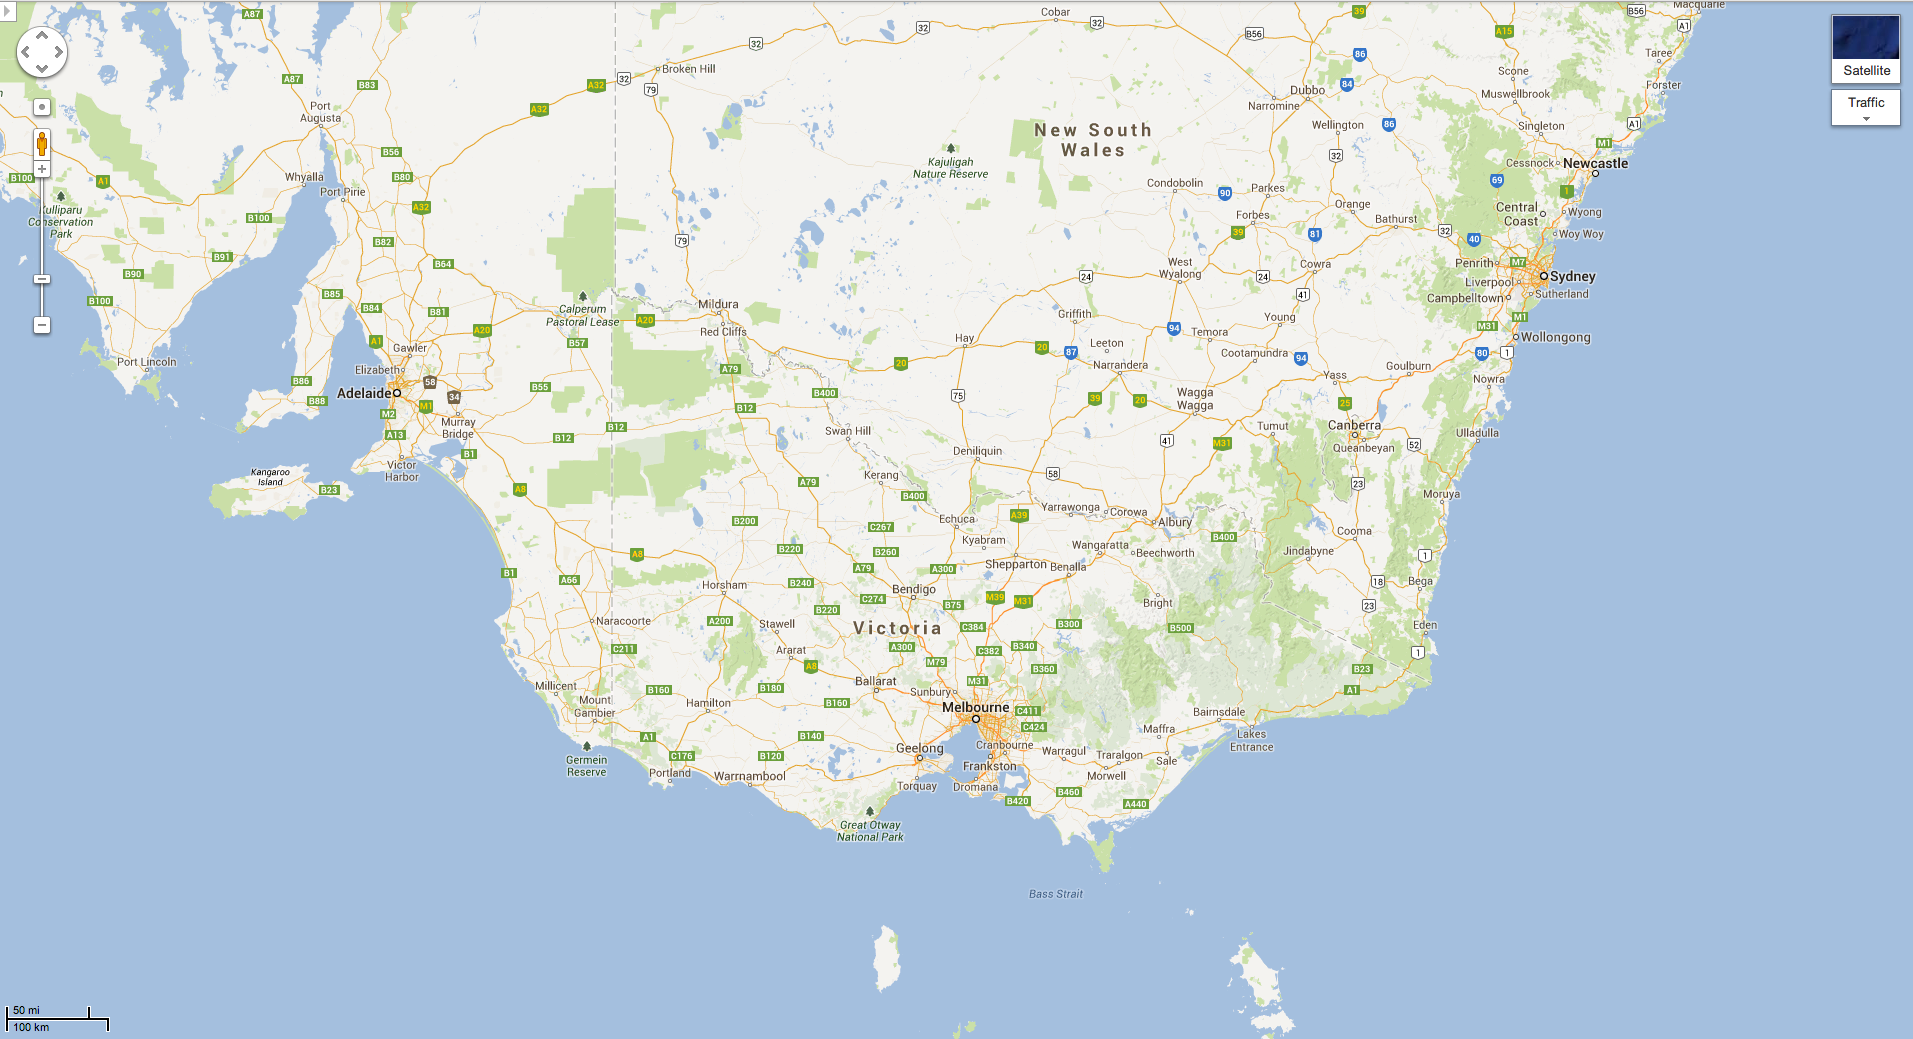 Satellite
Traffic
50 mi
100 km
A87
Cobar
32
32
32
B56
39
A15
B56
Macquarie
A1
Taree
86
Broken Hill
32
A32
79
A87
B83
Scone
84
Dubbo
Narromine
Muswellbrook
Forster
Port
Augusta
A32
New South
Wales
Wellington
86
Singleton
A1
M1
B56
32
Kajuligah
Nature Reserve
Cessnock
Newcastle
B100
A1
Whyalla
B80
Port Pirie
Condobolin
90
Parkes
69
1
Kulliparu
Conservation
Park
B100
A32
Orange
Forbes
Bathurst
Central
Coast
Wyong
39
81
32
40
Woy Woy
B82
79
B91
B64
B90
West
Wyalong
24
24
Cowra
Penrith
M7
Sydney
Liverpool
B100
B85
B84
B81
41
Campbelltown
Sutherland
Calperum
Pastoral Lease
Mildura
A20
Red Cliffs
Griffith
Young
M1
M31
A20
94
Temora
Wollongong
A1
B57
Hay
20
87
Leeton
Cootamundra
94
80
1
Gawler
Port Lincoln
Elizabeth
20
Narrandera
Goulburn
A79
Yass
Nowra
B86
58
B55
B400
75
Adelaide
34
B88
M1
B12
39
20
Wagga
Wagga
25
M2
Murray
Bridge
B12
B12
Swan Hill
41
M31
Tumut
Canberra
Queanbeyan
52
Ulladulla
A13
B1
Victor
Harbor
Deniliquin
58
Kangaroo
Island
B23
A8
A79
Kerang
B400
23
Moruya
B200
C267
Echuca
A39
Yarrawonga
Corowa
Albury
Kyabram
B400
Cooma
B220
B260
Wangaratta
Beechworth
Jindabyne
1
A8
A79
A300
Shepparton
Benalla
B1
A66
Horsham
B240
Bendigo
18
Bega
C274
B75
M39
M31
Bright
23
B220
A200
Naracoorte
Stawell
Victoria
C384
B300
B500
Eden
C211
Ararat
A300
C382
B340
1
A8
M79
B360
B23
Millicent
B160
B180
Ballarat
Sunbury
M31
A1
Mount
Gambier
Hamilton
B160
Melbourne
C411
C424
Bairnsdale
Maffra
Lakes
Entrance
A1
B140
Geelong
Cranbourne
Warragul
Traralgon
Sale
Germein
Reserve
C176
B120
Frankston
Morwell
Portland
Warrnambool
Torquay
Dromana
B420
B460
A440
Great Otway
National Park
Bass Strait